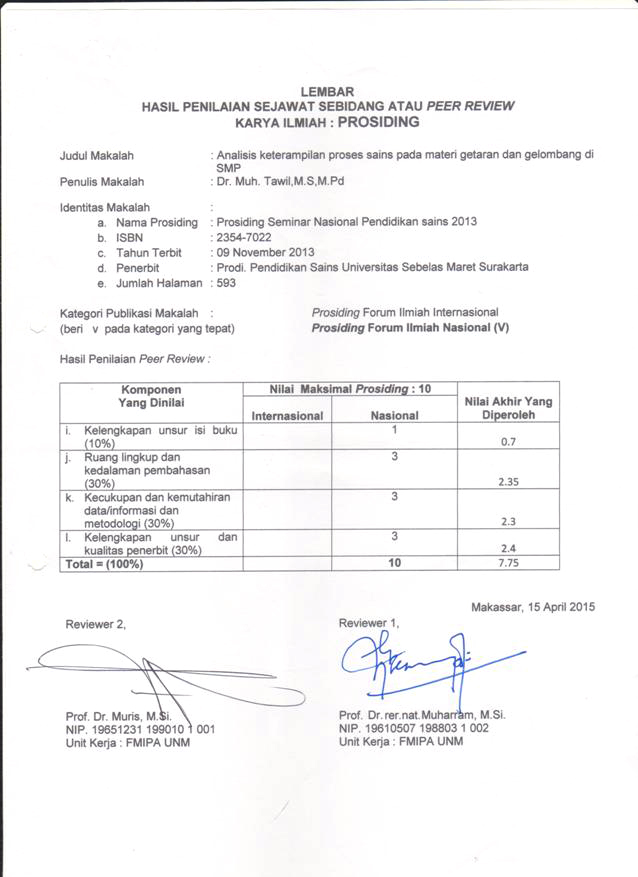 LEMBAR
HASIL PENILAIAN SEJAWAT SEBIDANG ATAU PEER REVIEW
KARYA ILMIAH : PROSIDING
Judul Makalah : Analisis keterampilan proses sains pada materi getaran dan gelombang di
SMP
Penulis Makalah : Dr. Muh. Tawil,M.S,M.Pd
Identitas Makalah :
a. Nama Prosiding : Prosiding Seminar Nasional Pendidikan sains 2013
b. ISBN : 2354-7022
c. Tahun Terbit : 09 November 2013
d. Penerbit : Prodi. Pendidikan Sains Universitas Sebelas Maret Surakarta
e. Jumlah Halaman : 593
Kategori Publikasi Makalah : Prosiding Forum Ilmiah Internasional
(beri v pada kategori yang tepat) Prosiding Forum Ilmiah Nasional (V)
Hasil Penilaian Peer Review :
Komponen Nilai Maksimal Prosiding : 10
Yang Dinilai Nilai Akhir Yang
Internasional Nasional Diperoleh
i. Kelengkapan unsur isi buku 1
(10%) 0.7
j. Ruang lingkup dan 3
kedalaman pembahasan
(30%) 2.35
k. Kecukupan dan kemutahiran 3
data/informasi dan
metodologi (30%) 2.3
l. Kelengkapan unsur dan 3
kualitas penerbit (30%) 2.4
Total = (100%) 10 7.75
Makassar, 15 April 2015
Reviewer 2, Reviewer 1,
Prof. Dr. Muris, M.Si. Prof. Dr.rer.nat.Muharram, M.Si.
NIP. 19651231 199010 1 001 NIP. 19610507 198803 1 002
Unit Kerja : FMIPA UNM Unit Kerja : FMIPA UNM